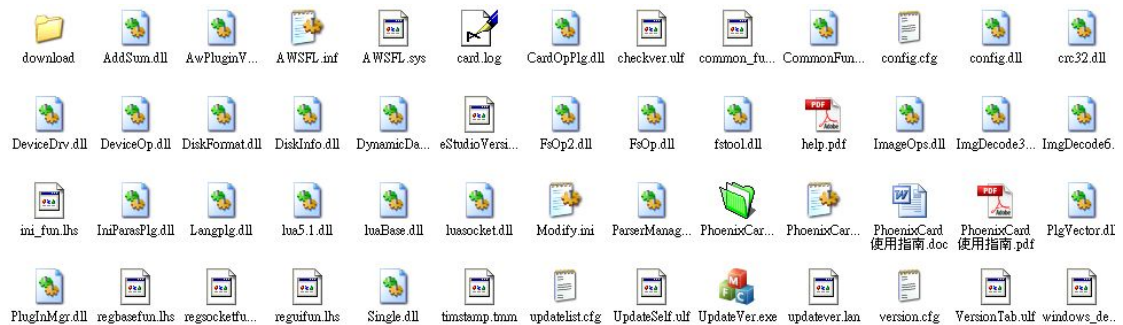 download AddSum.dll AwPluginV... AWSFL.inf AWSFL.sys card.log CardOpPlg.dll checkver.ulf common_fu... CommonFun... config.cfg config.dll crc32.dll
DeviceDrv.dll DeviceOp.dll DiskFormat.dll DiskInfo.dll DynamicDa... eStudioVersi... FsOp2.dll FsOp.dll fstool.dll help.pdf ImageOps.dll ImgDecode3... ImgDecode6.
ini_fun.lhs IniParasPlg.dll Langplg.dll lua5.1.dll luaBase.dll luasocket.dll Modify.ini ParserManag... PhoenixCar... PhoenixCar... PhoenixCard PhoenixCard PlgVector.dll
使用指南.doc 使用指南.pdf
PlugInMgr.dll regbasefun.lhs regsocketfu... reguifun.lhs Single.dll timstamp.tmm updatelist.cfg UpdateSelf.ulf UpdateVer.exe updatever.lan version.cfg VersionTab.ulf windows_de...